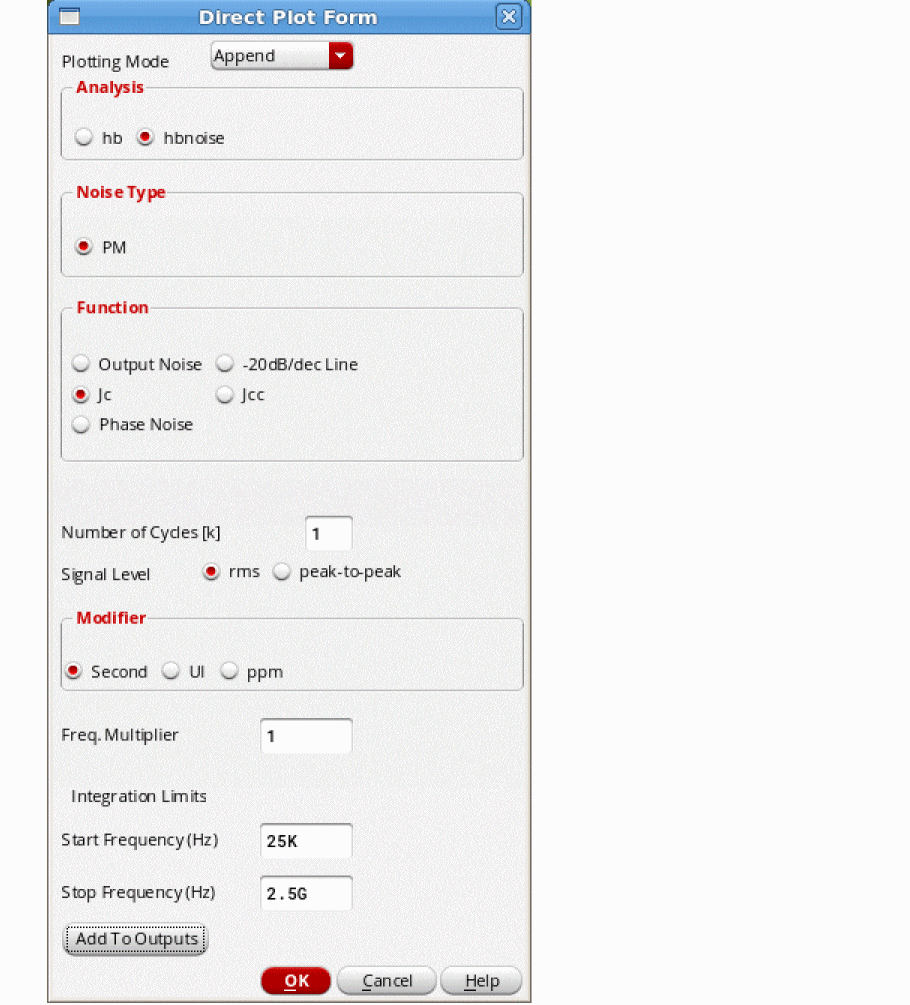 Direct Plot Form
Plotting Mode Append
Analysis
hb hbnoise
Noise Type
PM
Function
Output Noise -20dB/dec Line
Jc Jcc
Phase Noise
Number of Cycles [k] 1
Signal Level rms peak-to-peak
Modifier
Second UI ppm
Freq. Multiplier 1
Integration Limits
Start Frequency (Hz) 25K
Stop Frequency (Hz) 2.5G
Add To Outputs
OK Cancel Help